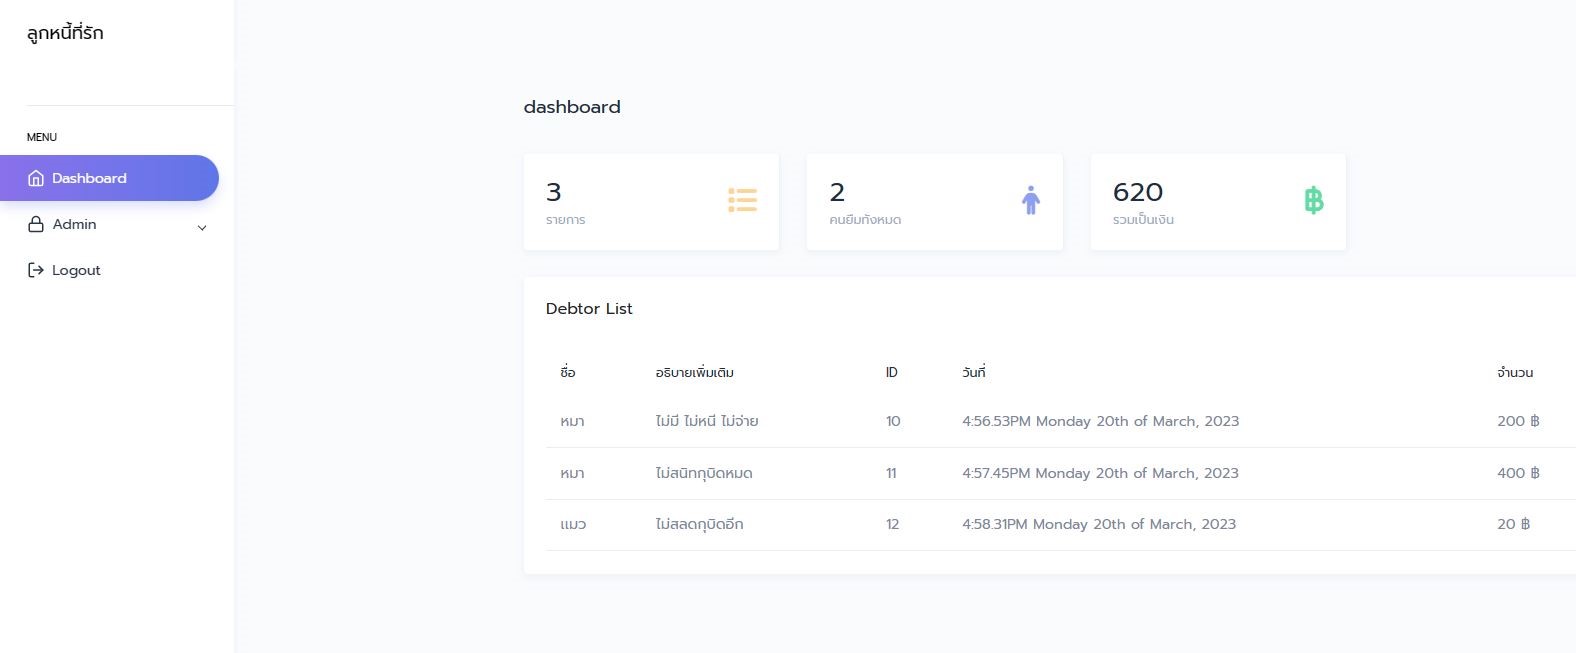 ลูกหนี้ที่รัก
MENU
Dashboard
Admin
Logout
dashboard
3
รายการ
2
คนยืมทังหมด
620
รวมเป็นเงิน
Debtor List
ชื่อ อธิบายเพิ่มเติม ID วันที่ จำนวน
หมา ไม่มี ไม่หนี ไม่จ่าย 10 4:56.53PM Monday 20th of March, 2023 200 ฿
หมา ไม่สนิทกุบิดหมด 11 4:57.45PM Monday 20th of March, 2023 400 ฿
แมว ไม่สลดกุบิดอีก 12 4:58.31PM Monday 20th of March, 2023 20 ฿